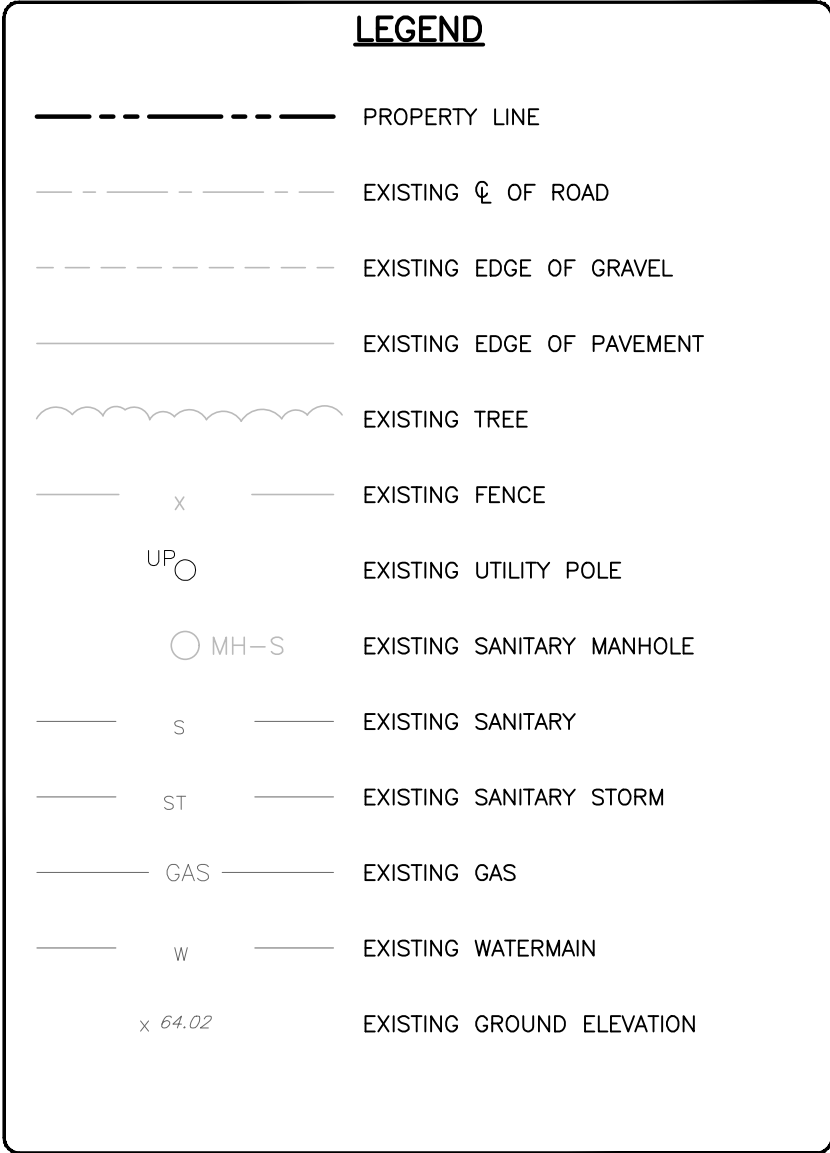 LEGEND
PROPERTY LINE
EXISTING ℄ OF ROAD
EXISTING EDGE OF GRAVEL
EXISTING EDGE OF PAVEMENT
EXISTING TREE
x EXISTING FENCE
UP EXISTING UTILITY POLE
MH-S EXISTING SANITARY MANHOLE
S EXISTING SANITARY
ST EXISTING SANITARY STORM
GAS EXISTING GAS
W EXISTING WATERMAIN
x 64.02 EXISTING GROUND ELEVATION